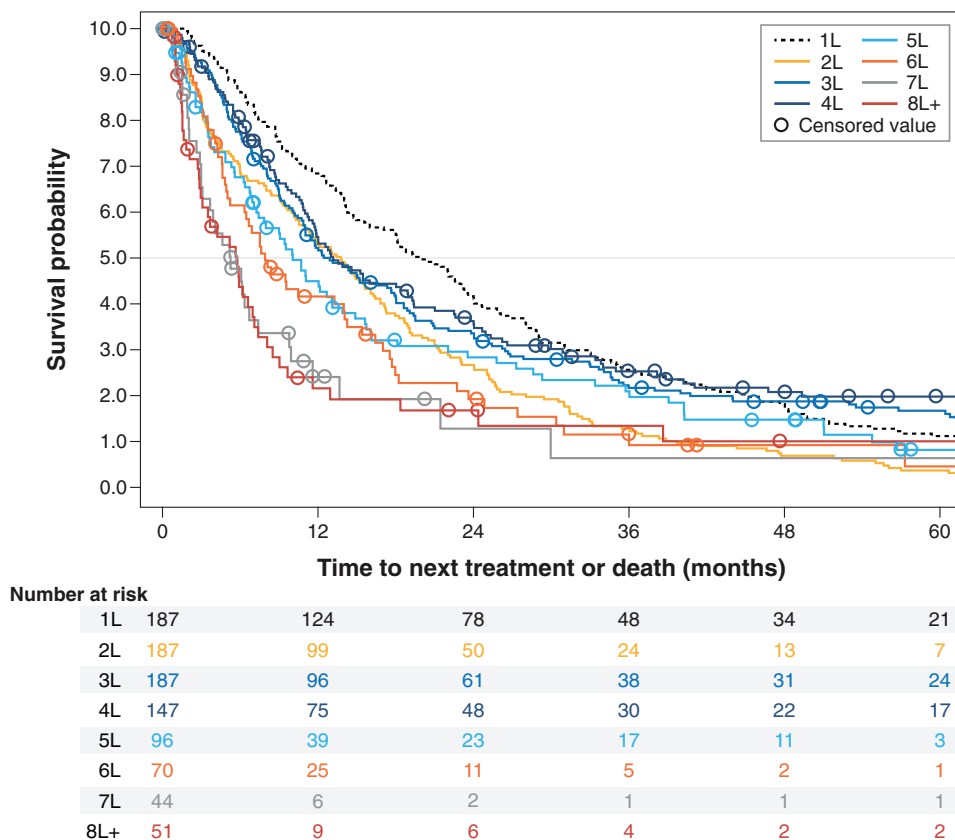 10.0
9.0
8.0
7.0
6.0
5.0
4.0
3.0
2.0
1.0
0.0
Survival probability
1L 5L
2L 6L
3L 7L
4L 8L+
Censored value
0 12 24 36 48 60
Time to next treatment or death (months)
Number at risk
1L 187 124 78 48 34 21
2L 187 99 50 24 13 7
3L 187 96 61 38 31 24
4L 147 75 48 30 22 17
5L 96 39 23 17 11 3
6L 70 25 11 5 2 1
7L 44 6 2 1 1 1
8L+ 51 9 6 4 2 2